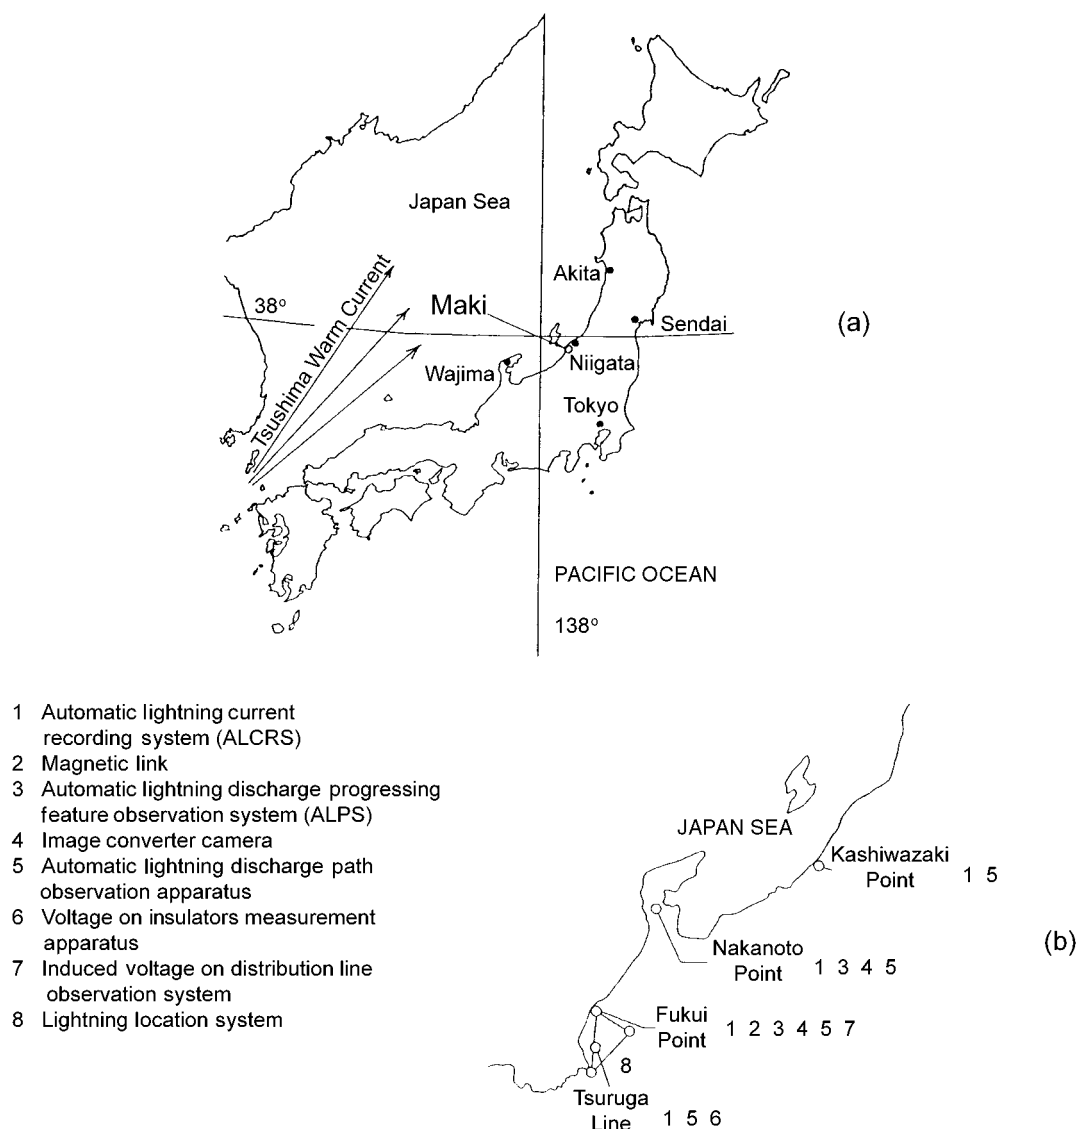 Japan Sea
Akita
Tsushima Warm Current
38°
Maki
Sendai
(a)
Niigata
Wajima
Tokyo
PACIFIC OCEAN
138°
1 Automatic lightning current
recording system (ALCRS)
2 Magnetic link
3 Automatic lightning discharge progressing
feature observation system (ALPS)
4 Image converter camera
5 Automatic lightning discharge path
observation apparatus
6 Voltage on insulators measurement
apparatus
7 Induced voltage on distribution line
observation system
8 Lightning location system
JAPAN SEA
Kashiwazaki
Point 1 5
(b)
Nakanoto
Point 1 3 4 5
Fukui
Point 1 2 3 4 5 7
8
Tsuruga
Line 1 5 6